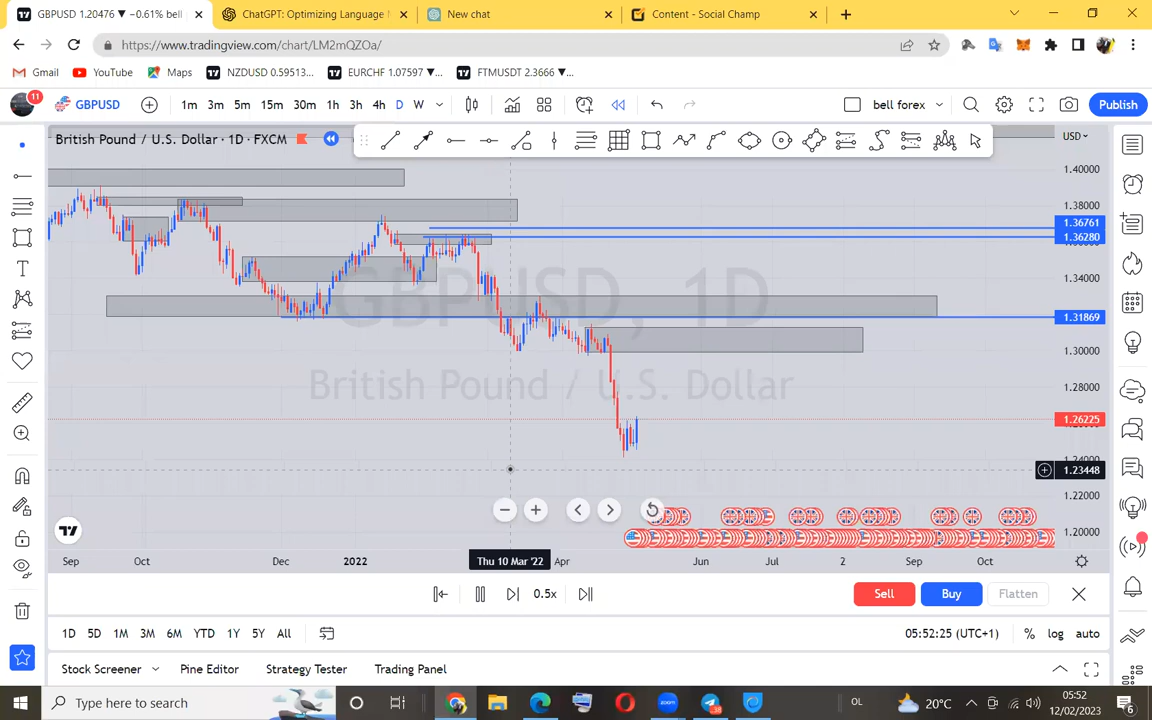 GBPUSD 1.20476 ▼ −0.61% bell
ChatGPT: Optimizing Language
New chat
Content - Social Champ
https://www.tradingview.com/chart/LM2mQZOa/
Gmail
YouTube
Maps
NZDUSD 0.59513...
EURCHF 1.07597 ▼...
FTMUSDT 2.3666 ▼...
11
GBPUSD
1m 3m 5m 15m 30m 1h 3h 4h D W
bell forex
Publish
British Pound / U.S. Dollar · 1D · FXCM
USD
1.40000
1.38000
1.36761
1.36280
1.34000
1.31869
1.30000
1.28000
1.26225
1.23448
1.22000
1.20000
GBPUSD, 1D
British Pound / U.S. Dollar
Sep
Oct
Dec
2022
Thu 10 Mar '22
Apr
Jun
Jul
2
Sep
Oct
0.5x
Sell
Buy
Flatten
1D 5D 1M 3M 6M YTD 1Y 5Y All
05:52:25 (UTC+1)
%
log
auto
Stock Screener
Pine Editor
Strategy Tester
Trading Panel
Type here to search
OL
20°C
05:52
12/02/2023
6